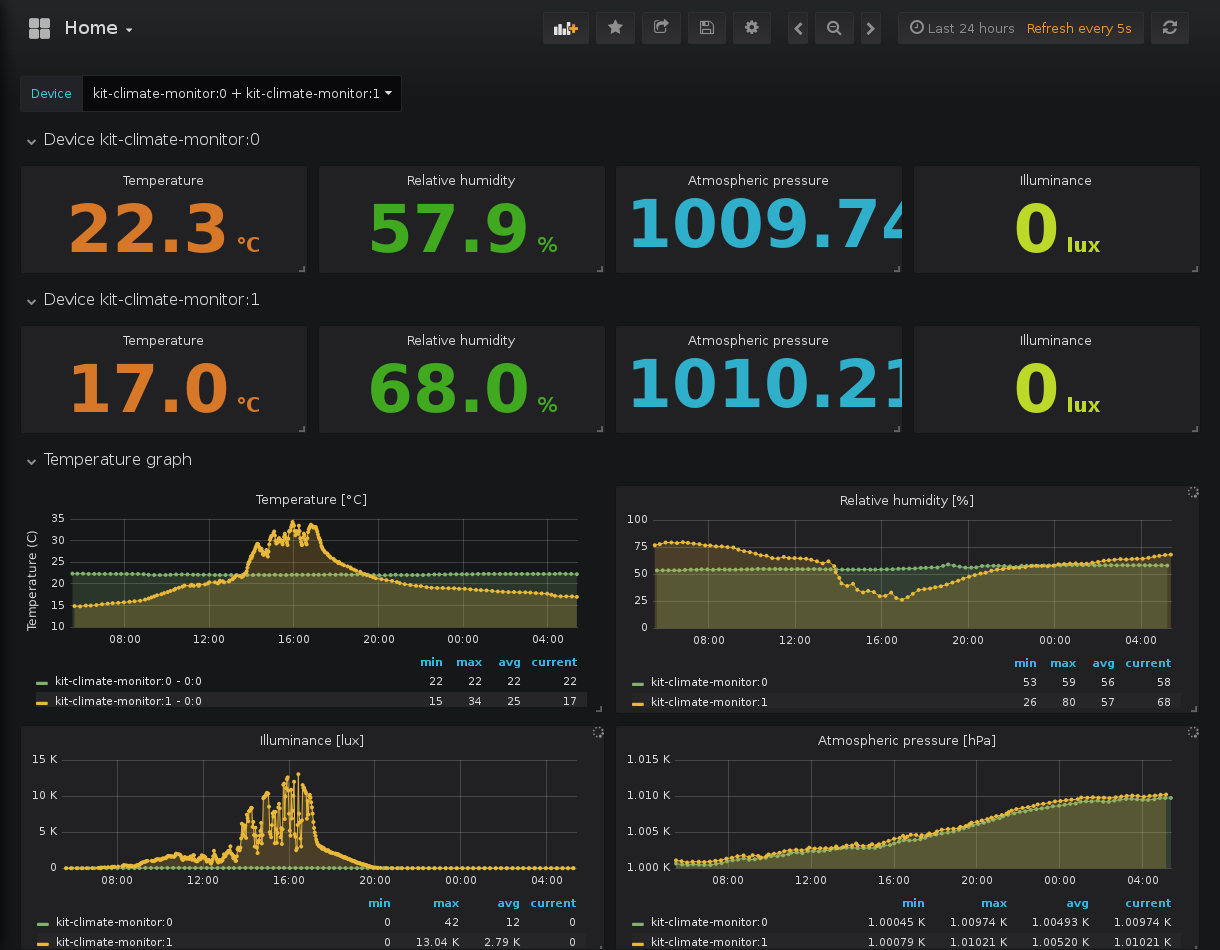 Home
Last 24 hours Refresh every 5s
Device kit-climate-monitor:0 + kit-climate-monitor:1
Device kit-climate-monitor:0
Temperature Relative humidity Atmospheric pressure Illuminance
22.3 °C 57.9 % 1009.74 0 lux
Device kit-climate-monitor:1
Temperature Relative humidity Atmospheric pressure Illuminance
17.0 °C 68.0 % 1010.21 0 lux
Temperature graph
Temperature [°C]
Temperature (C)
35
30
25
20
15
10
08:00 12:00 16:00 20:00 00:00 04:00
min max avg current
kit-climate-monitor:0 - 0:0 22 22 22 22
kit-climate-monitor:1 - 0:0 15 34 25 17
Relative humidity [%]
100
75
50
25
0
08:00 12:00 16:00 20:00 00:00 04:00
min max avg current
kit-climate-monitor:0 53 59 56 58
kit-climate-monitor:1 26 80 57 68
Illuminance [lux]
15 K
10 K
5 K
0
08:00 12:00 16:00 20:00 00:00 04:00
min max avg current
kit-climate-monitor:0 0 42 12 0
kit-climate-monitor:1 0 13.04 K 2.79 K 0
Atmospheric pressure [hPa]
1.015 K
1.010 K
1.005 K
1.000 K
08:00 12:00 16:00 20:00 00:00 04:00
min max avg current
kit-climate-monitor:0 1.00045 K 1.00974 K 1.00493 K 1.00974 K
kit-climate-monitor:1 1.00079 K 1.01021 K 1.00520 K 1.01021 K